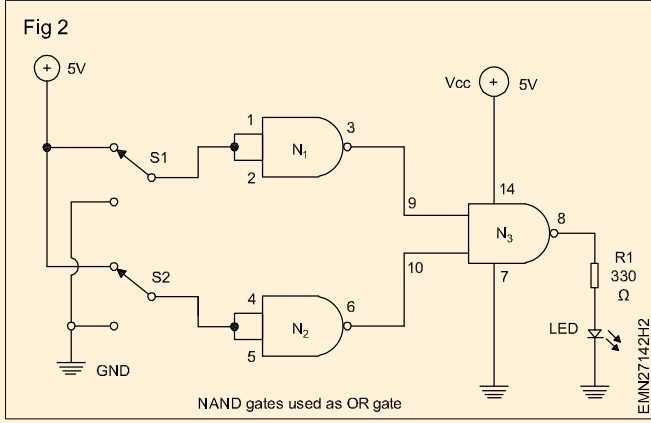 Fig 2
5V
Vcc 5V
1
3
S1
N1
2
14
9
8
N3
R1
330
Ω
S2
10
7
4
6
N2
LED
5
GND
NAND gates used as OR gate
EMN27142H2